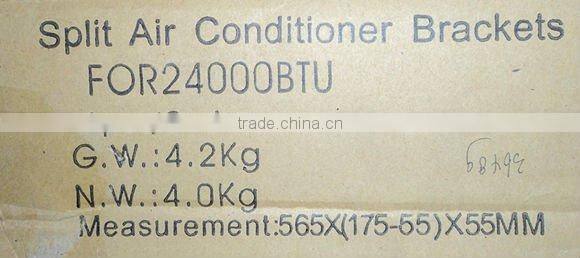 Split Air Conditioner Brackets
FOR24000BTU
trade.china.cn
G.W.:4.2Kg
N.W.:4.0Kg
Measurement:565X(175-55)X55MM